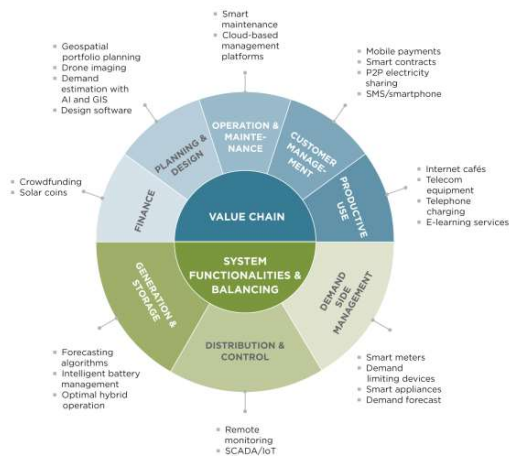 Smart
maintenance
Cloud-based
management
platforms
Geospatial
portfolio planning
Drone imaging
Demand
estimation with
AI and GIS
Design software
Mobile payments
Smart contracts
P2P electricity
sharing
SMS/smartphone
Crowdfunding
Solar coins
Internet cafés
Telecom
equipment
Telephone
charging
E-learning services
FINANCE
PLANNING &
DESIGN
OPERATION &
MAINTE-
NANCE
CUSTOMER
MANAGE-
MENT
PRODUCTIVE
USE
VALUE CHAIN
SYSTEM
FUNCTIONALITIES &
BALANCING
GENERATION &
STORAGE
DISTRIBUTION &
CONTROL
DEMAND
SIDE
MANAGEMENT
Forecasting
algorithms
Intelligent battery
management
Optimal hybrid
operation
Remote
monitoring
SCADA/IoT
Smart meters
Demand
limiting devices
Smart appliances
Demand forecast